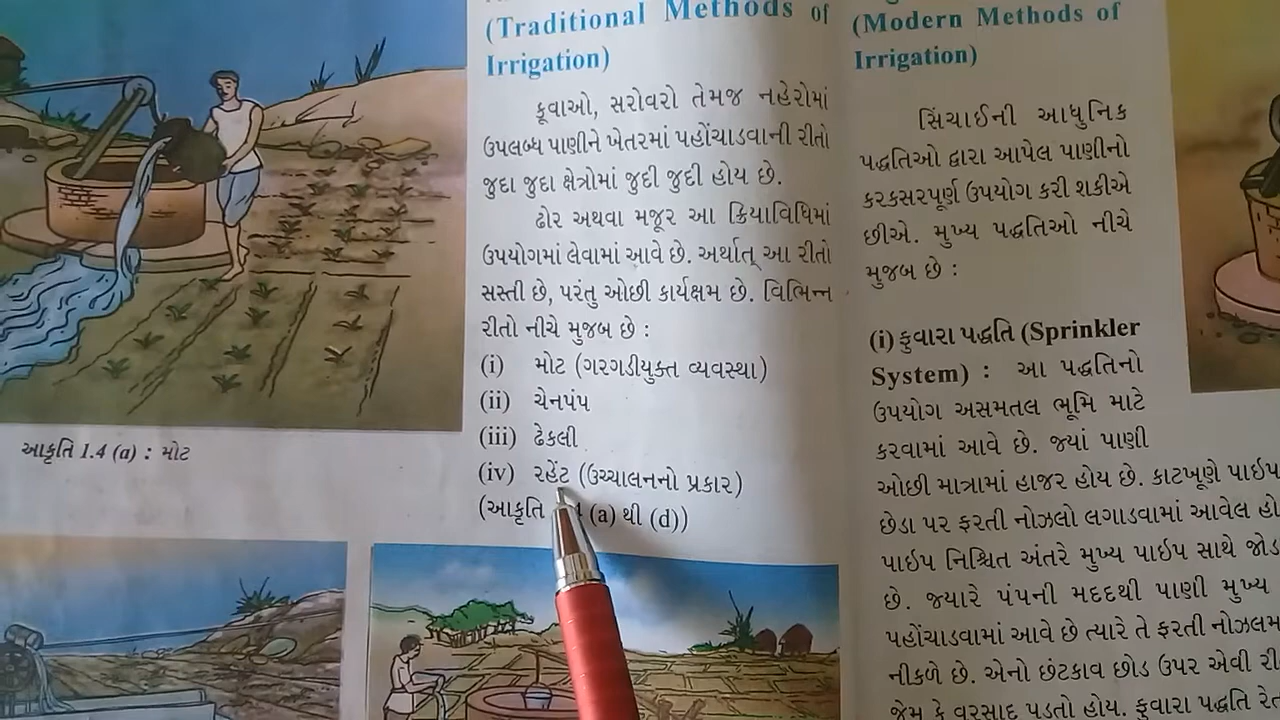 (Traditional Methods of
Irrigation)
કૂવાઓ, સરોવરો તેમજ નહેરોમાં
ઉપલબ્ધ પાણીને ખેતરમાં પહોંચાડવાની રીતો
જુદા જુદા ક્ષેત્રોમાં જુદી જુદી હોય છે.
ઢોર અથવા મજૂર આ ક્રિયાવિધિમાં
ઉપયોગમાં લેવામાં આવે છે. અર્થાત્ આ રીતો
સસ્તી છે, પરંતુ ઓછી કાર્યક્ષમ છે. વિભિન્ન
રીતો નીચે મુજબ છે :
(i) મોટ (ગરગડીયુક્ત વ્યવસ્થા)
(ii) ચેનપંપ
(iii) ઢેકલી
(iv) રહેંટ (ઉચ્ચાલનનો પ્રકાર)
(આકૃતિ (a) થી (d))
આકૃતિ 1.4 (a) : મોટ
(Modern Methods of
Irrigation)
સિંચાઈની આધુનિક
પદ્ધતિઓ દ્વારા આપેલ પાણીનો
કરકસરપૂર્ણ ઉપયોગ કરી શકીએ
છીએ. મુખ્ય પદ્ધતિઓ નીચે
મુજબ છે :
(i) ફુવારા પદ્ધતિ (Sprinkler
System) : આ પદ્ધતિનો
ઉપયોગ અસમતલ ભૂમિ માટે
કરવામાં આવે છે. જ્યાં પાણી
ઓછી માત્રામાં હાજર હોય છે. કાટખૂણે પાઇપ
છેડા પર ફરતી નોઝલો લગાડવામાં આવેલ હો
પાઇપ નિશ્ચિત અંતરે મુખ્ય પાઇપ સાથે જોડ
છે. જ્યારે પંપની મદદથી પાણી મુખ્ય
પહોંચાડવામાં આવે છે ત્યારે તે ફરતી નોઝલમ
નીકળે છે. એનો છંટકાવ છોડ ઉપર એવી રી
જેમ કે વરસાદ પડતો હોય. ફુવારા પદ્ધતિ રેત